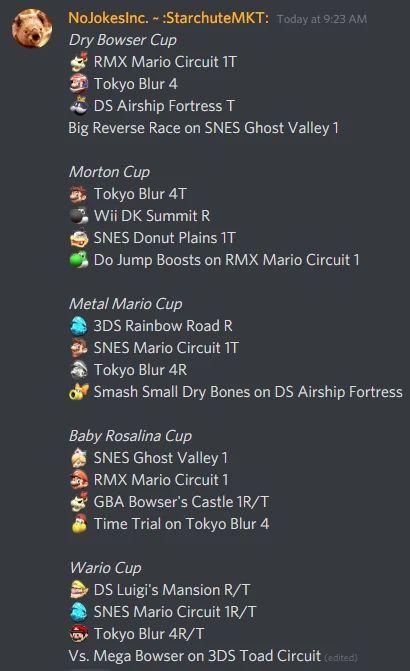 NoJokesInc. ~ :StarchuteMKT: Today at 9:23 AM
Dry Bowser Cup
RMX Mario Circuit 1T
Tokyo Blur 4
DS Airship Fortress T
Big Reverse Race on SNES Ghost Valley 1
Morton Cup
Tokyo Blur 4T
Wii DK Summit R
SNES Donut Plains 1T
Do Jump Boosts on RMX Mario Circuit 1
Metal Mario Cup
3DS Rainbow Road R
SNES Mario Circuit 1T
Tokyo Blur 4R
Smash Small Dry Bones on DS Airship Fortress
Baby Rosalina Cup
SNES Ghost Valley 1
RMX Mario Circuit 1
GBA Bowser's Castle 1R/T
Time Trial on Tokyo Blur 4
Wario Cup
DS Luigi's Mansion R/T
SNES Mario Circuit 1R/T
Tokyo Blur 4R/T
Vs. Mega Bowser on 3DS Toad Circuit (edited)